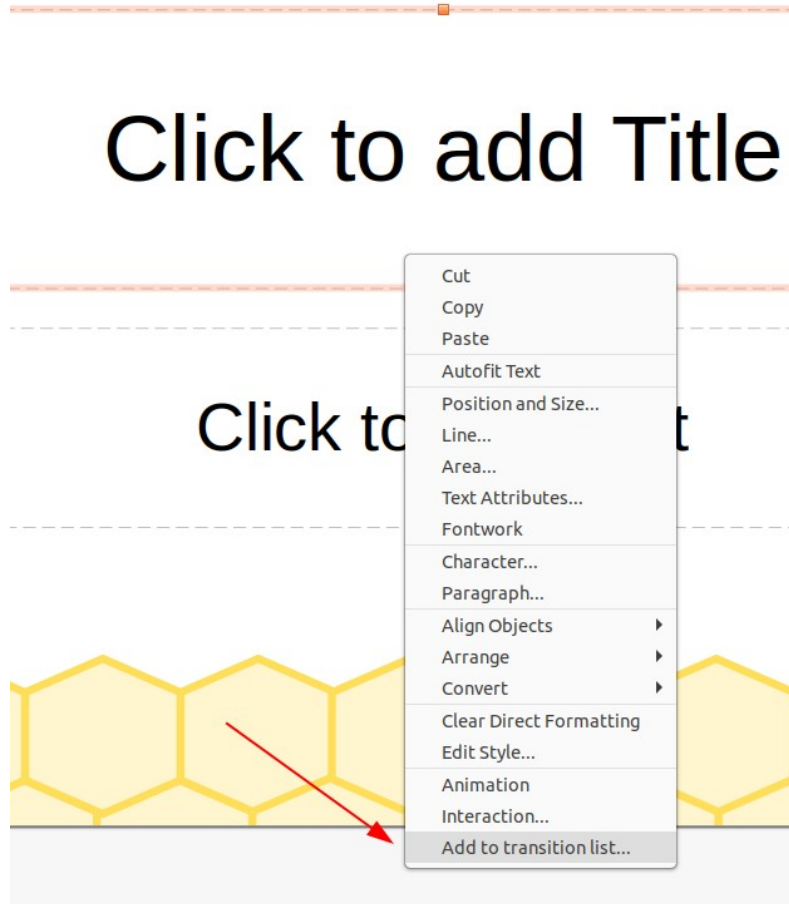 Click to add Title
Click to t
Cut
Copy
Paste
Autofit Text
Position and Size...
Line...
Area...
Text Attributes...
Fontwork
Character...
Paragraph...
Align Objects
Arrange
Convert
Clear Direct Formatting
Edit Style...
Animation
Interaction...
Add to transition list...